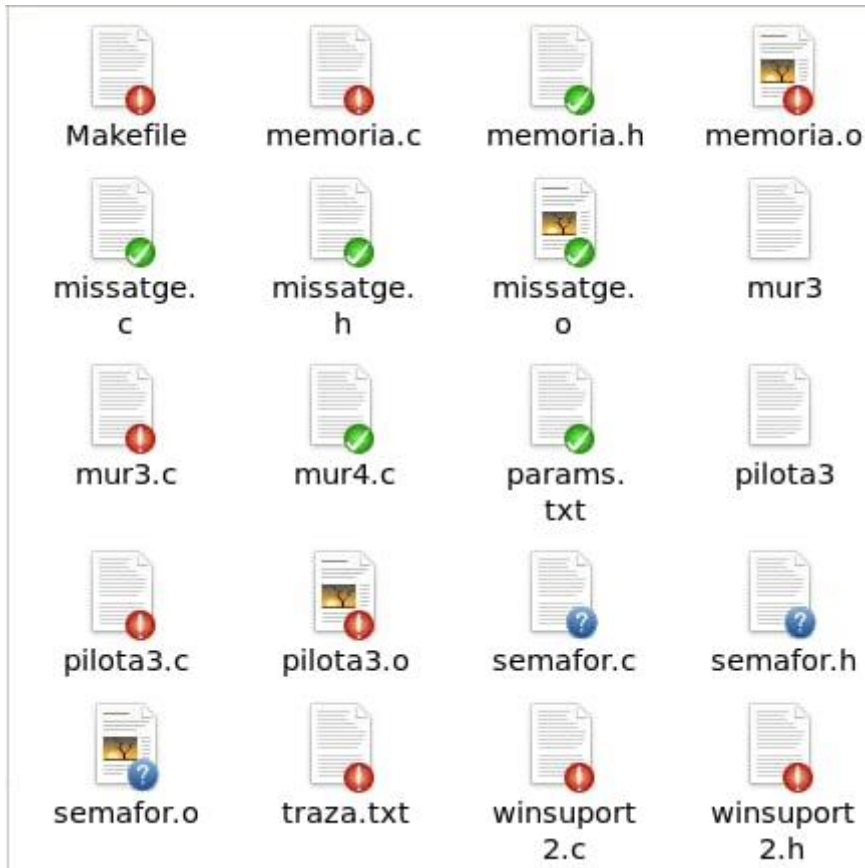 Makefile
memoria.c
memoria.h
memoria.o
missatge.
c
missatge.
h
missatge.
o
mur3
mur3.c
mur4.c
params.
txt
pilota3
pilota3.c
pilota3.o
semafor.c
semafor.h
semafor.o
traza.txt
winsuport
2.c
winsuport
2.h